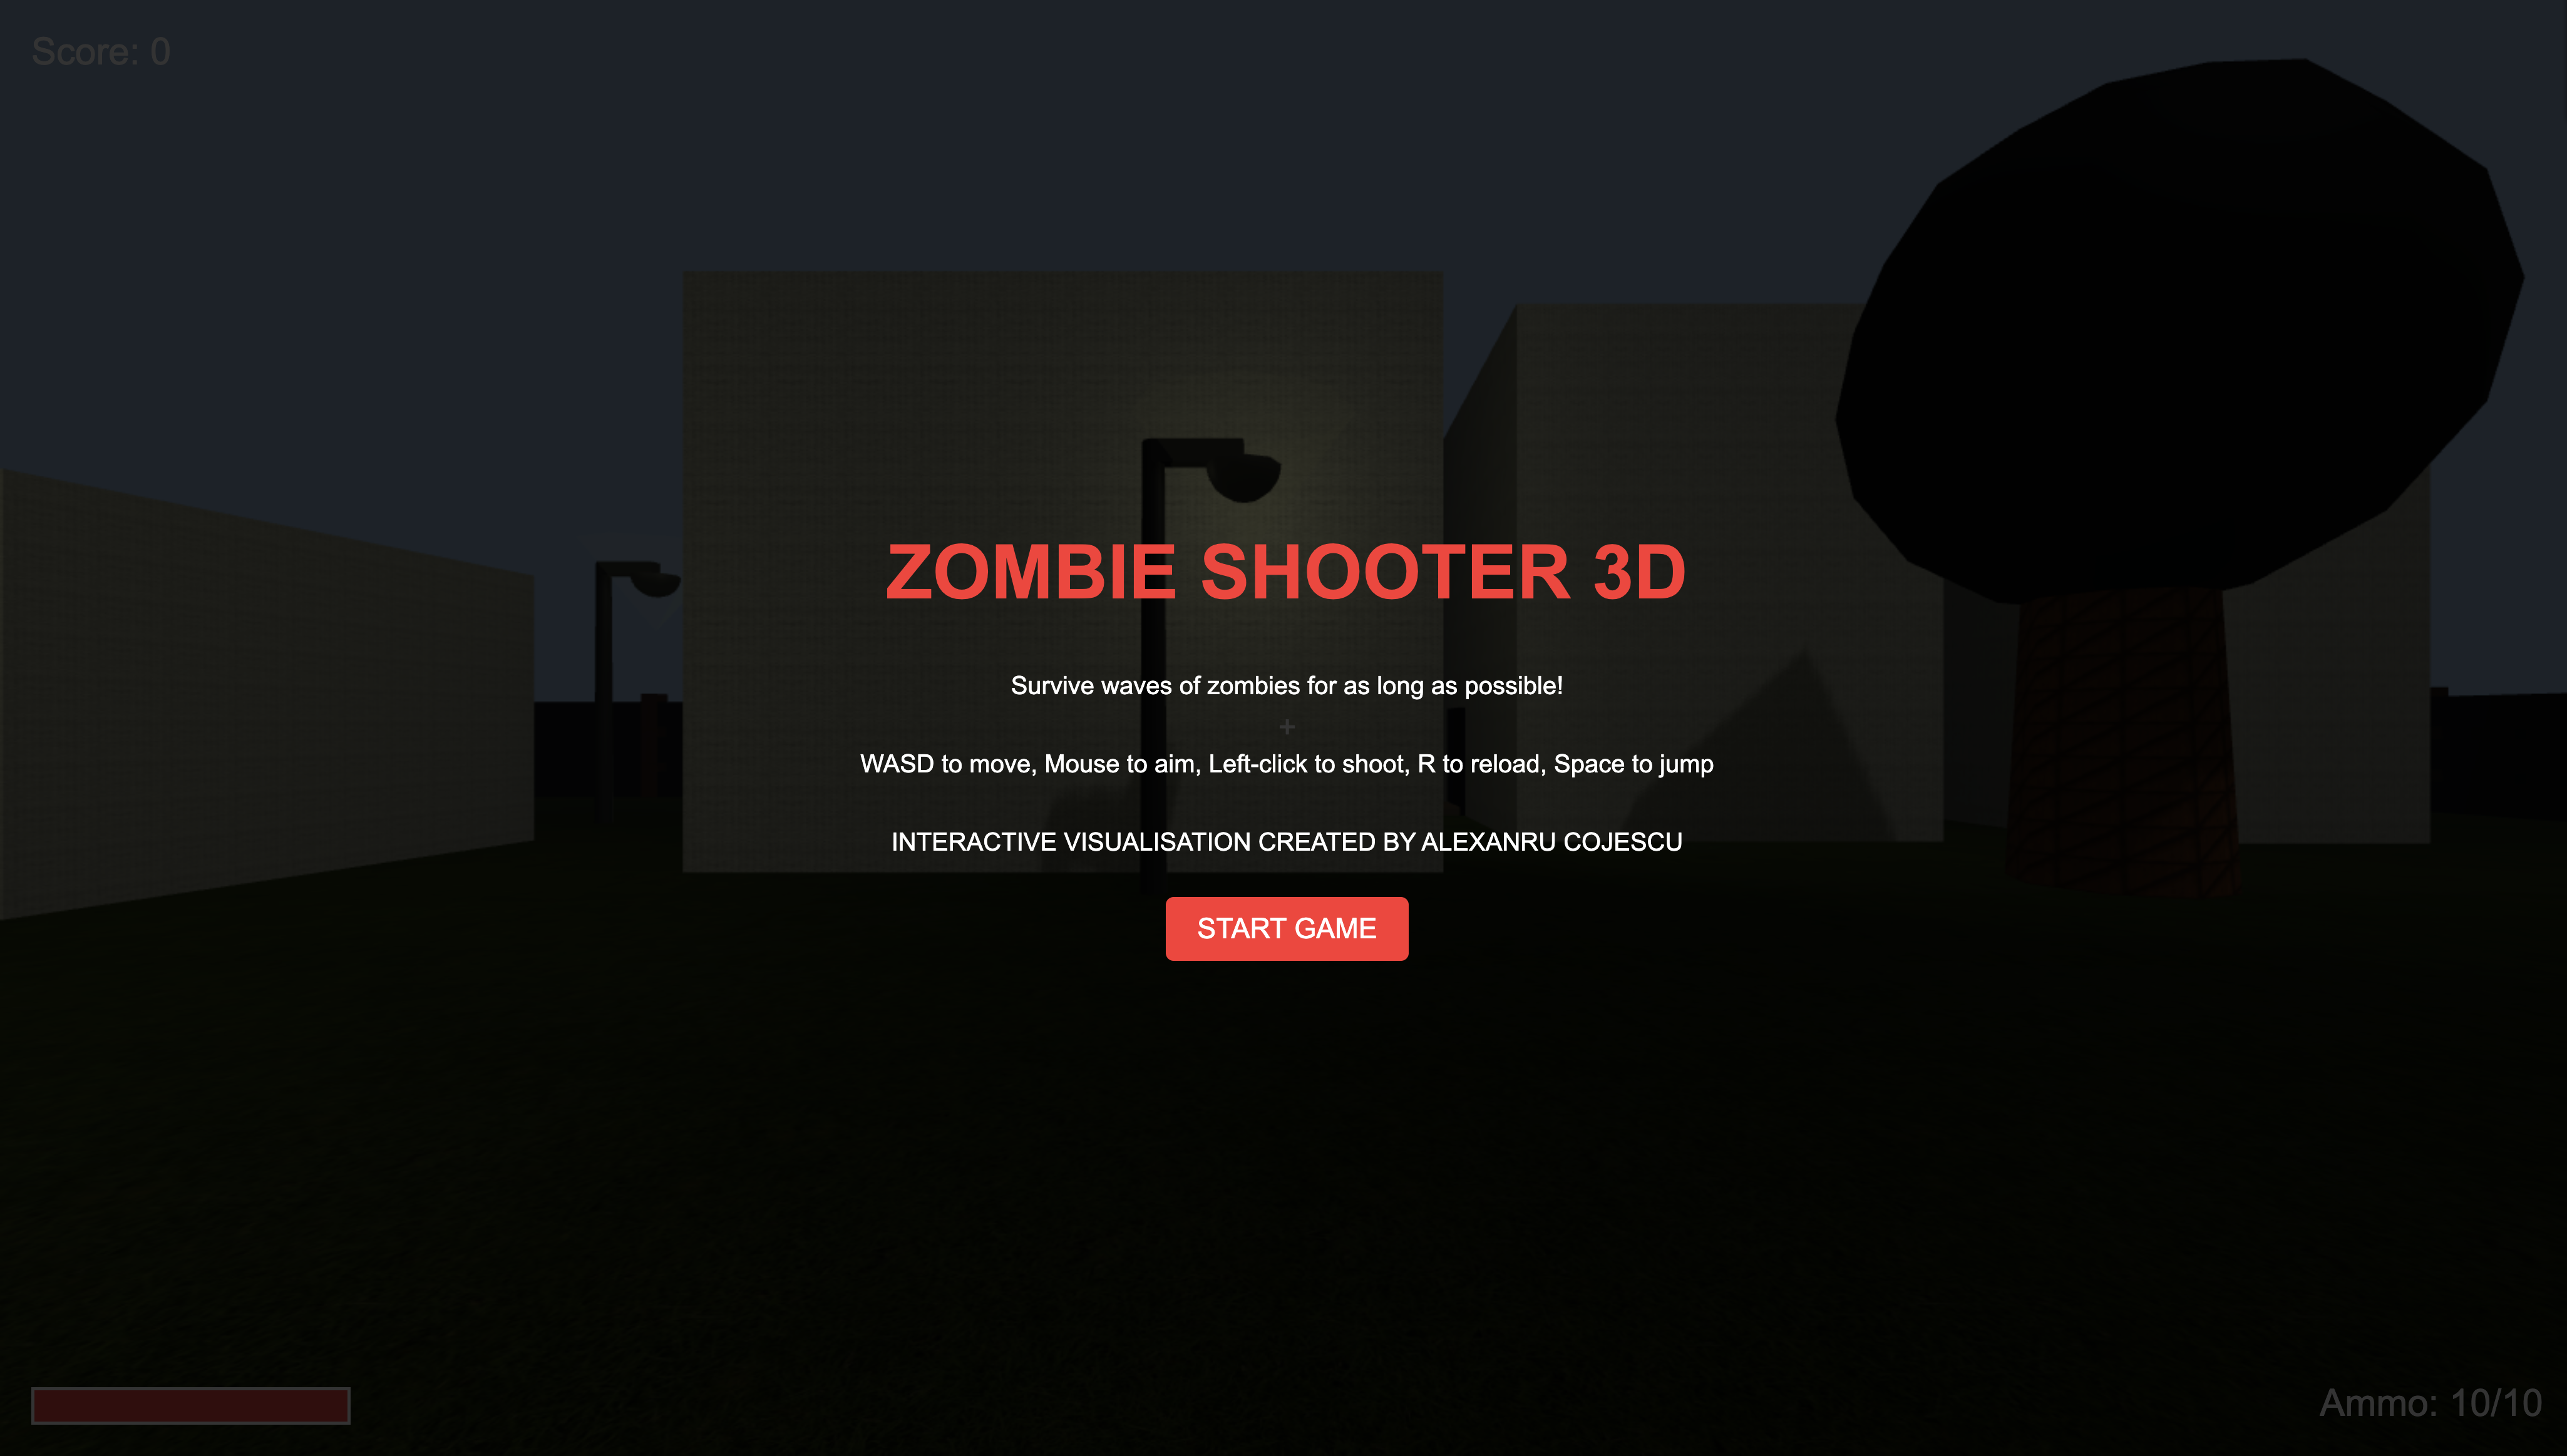 Score: 0
ZOMBIE SHOOTER 3D
Survive waves of zombies for as long as possible!
+
WASD to move, Mouse to aim, Left-click to shoot, R to reload, Space to jump
INTERACTIVE VISUALISATION CREATED BY ALEXANRU COJESCU
START GAME
Ammo: 10/10